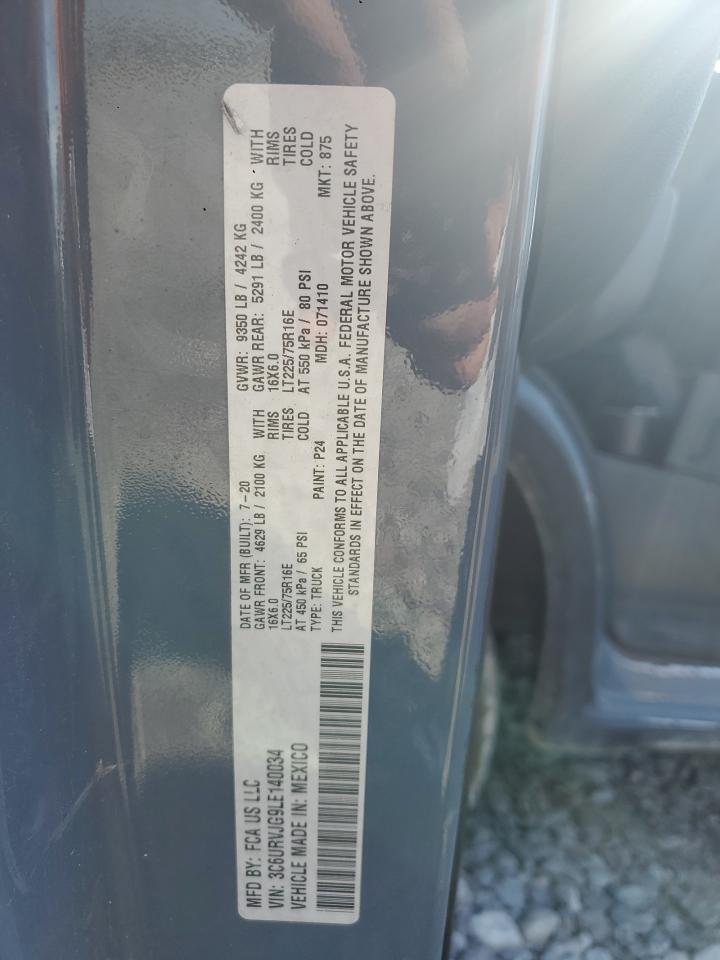 MFD BY: FCA US LLC
VIN: 3C6URVJG9LE140034
VEHICLE MADE IN: MEXICO
DATE OF MFR (BUILT): 7-20 GVWR: 9350 LB / 4242 KG
GAWR FRONT: 4629 LB / 2100 KG WITH GAWR REAR: 5291 LB / 2400 KG WITH
16X6.0 RIMS 16X6.0 RIMS
LT225/75R16E TIRES LT225/75R16E TIRES
AT 450 kPa / 65 PSI COLD AT 550 kPa / 80 PSI COLD
TYPE: TRUCK PAINT: P24 MDH: 071410 MKT: 875
THIS VEHICLE CONFORMS TO ALL APPLICABLE U.S.A. FEDERAL MOTOR VEHICLE SAFETY
STANDARDS IN EFFECT ON THE DATE OF MANUFACTURE SHOWN ABOVE.